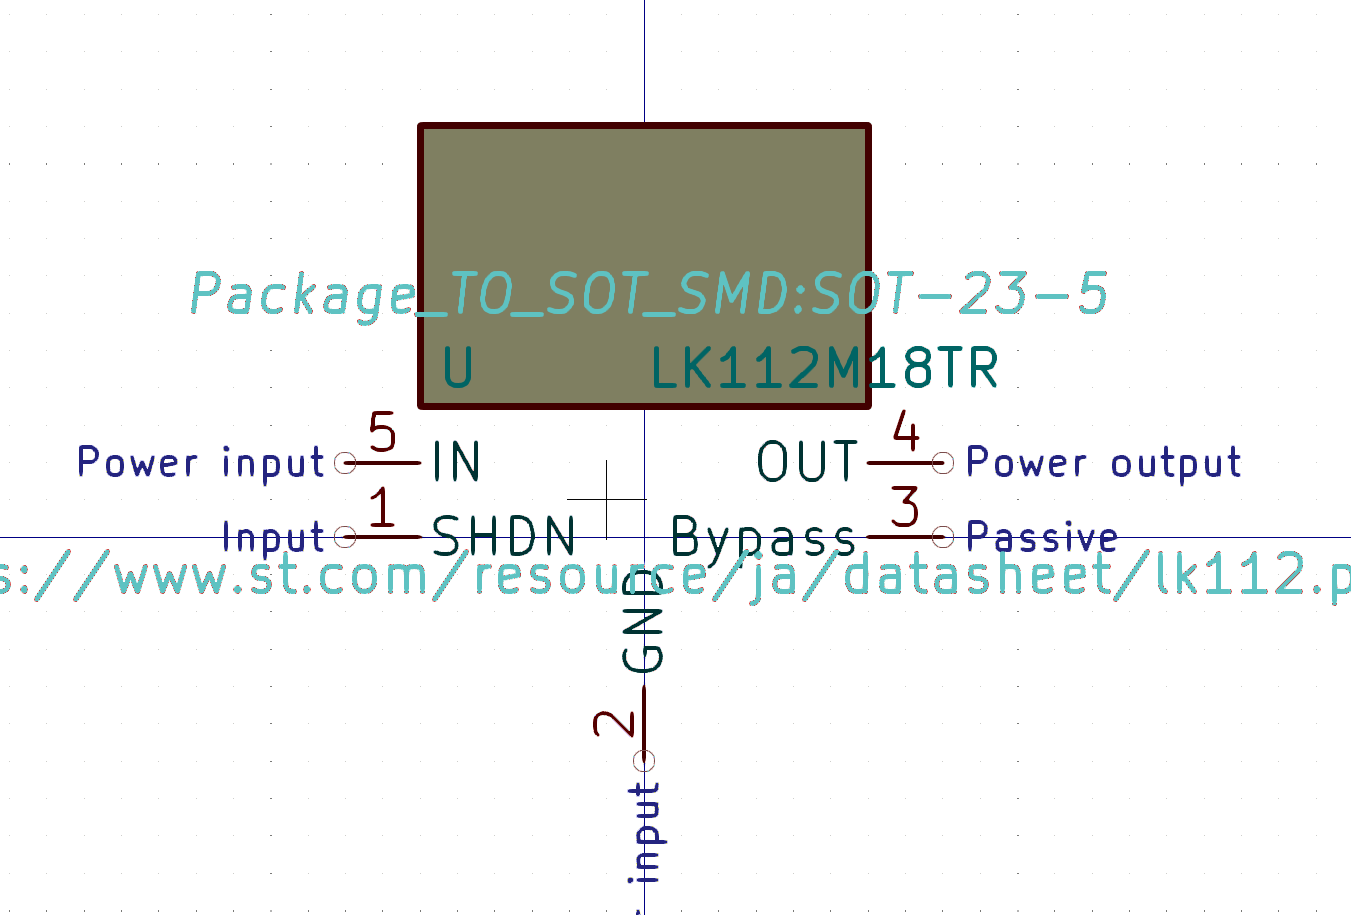 Package_TO_SOT_SMD:SOT-23-5
U LK112M18TR
Power input 5 IN OUT 4 Power output
Input 1 SHDN Bypass 3 Passive
s://www.st.com/resource/ja/datasheet/lk112.p
GND
2
input